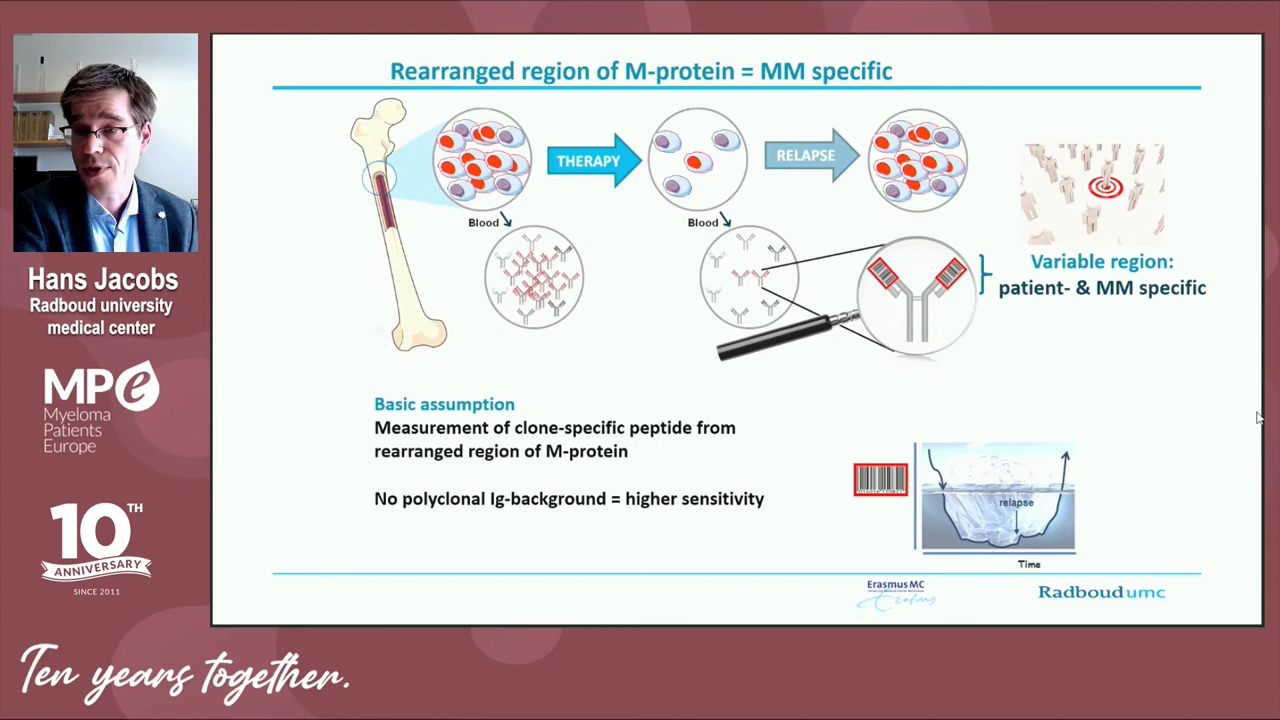 Rearranged region of M-protein = MM specific
THERAPY
RELAPSE
Blood
Blood
Variable region:
patient- & MM specific
Basic assumption
Measurement of clone-specific peptide from
rearranged region of M-protein
No polyclonal Ig-background = higher sensitivity
relapse
Time
Erasmus MC
Radboudumc
Hans Jacobs
Radboud university
medical center
MPe
Myeloma
Patients
Europe
10TH
ANNIVERSARY
SINCE 2011
Ten years together.